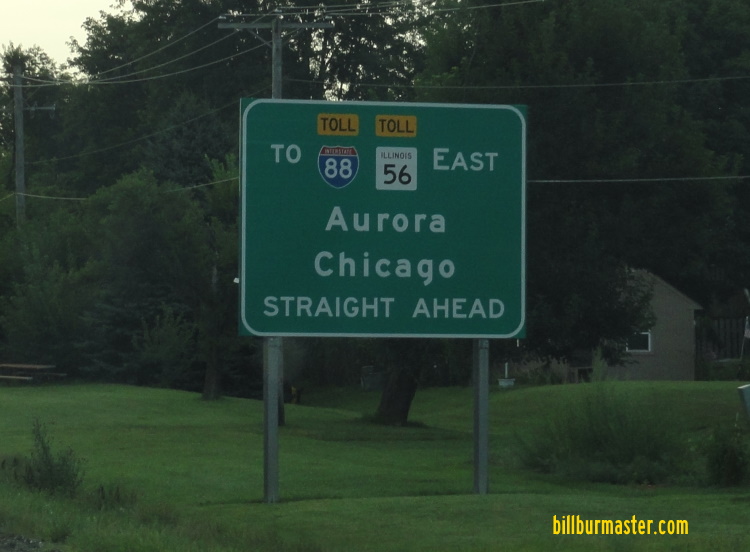 TOLL TOLL
TO INTERSTATE 88 ILLINOIS 56 EAST
Aurora
Chicago
STRAIGHT AHEAD
billburmaster.com